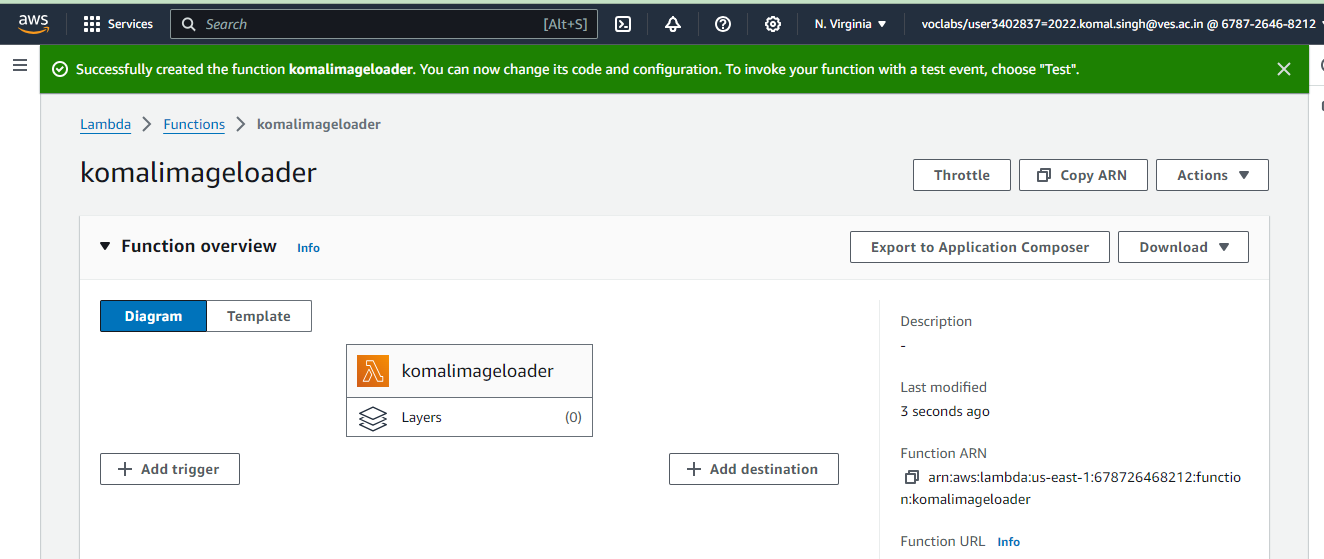 aws Services Search [Alt+S] N. Virginia voclabs/user3402837=2022.komal.singh@ves.ac.in @ 6787-2646-8212
Successfully created the function komalimageloader. You can now change its code and configuration. To invoke your function with a test event, choose "Test".
Lambda Functions komalimageloader
komalimageloader
Throttle Copy ARN Actions
Function overview Info
Export to Application Composer Download
Diagram Template
komalimageloader
Layers (0)
Add trigger
Add destination
Description
-
Last modified
3 seconds ago
Function ARN
arn:aws:lambda:us-east-1:678726468212:functio
n:komalimageloader
Function URL Info